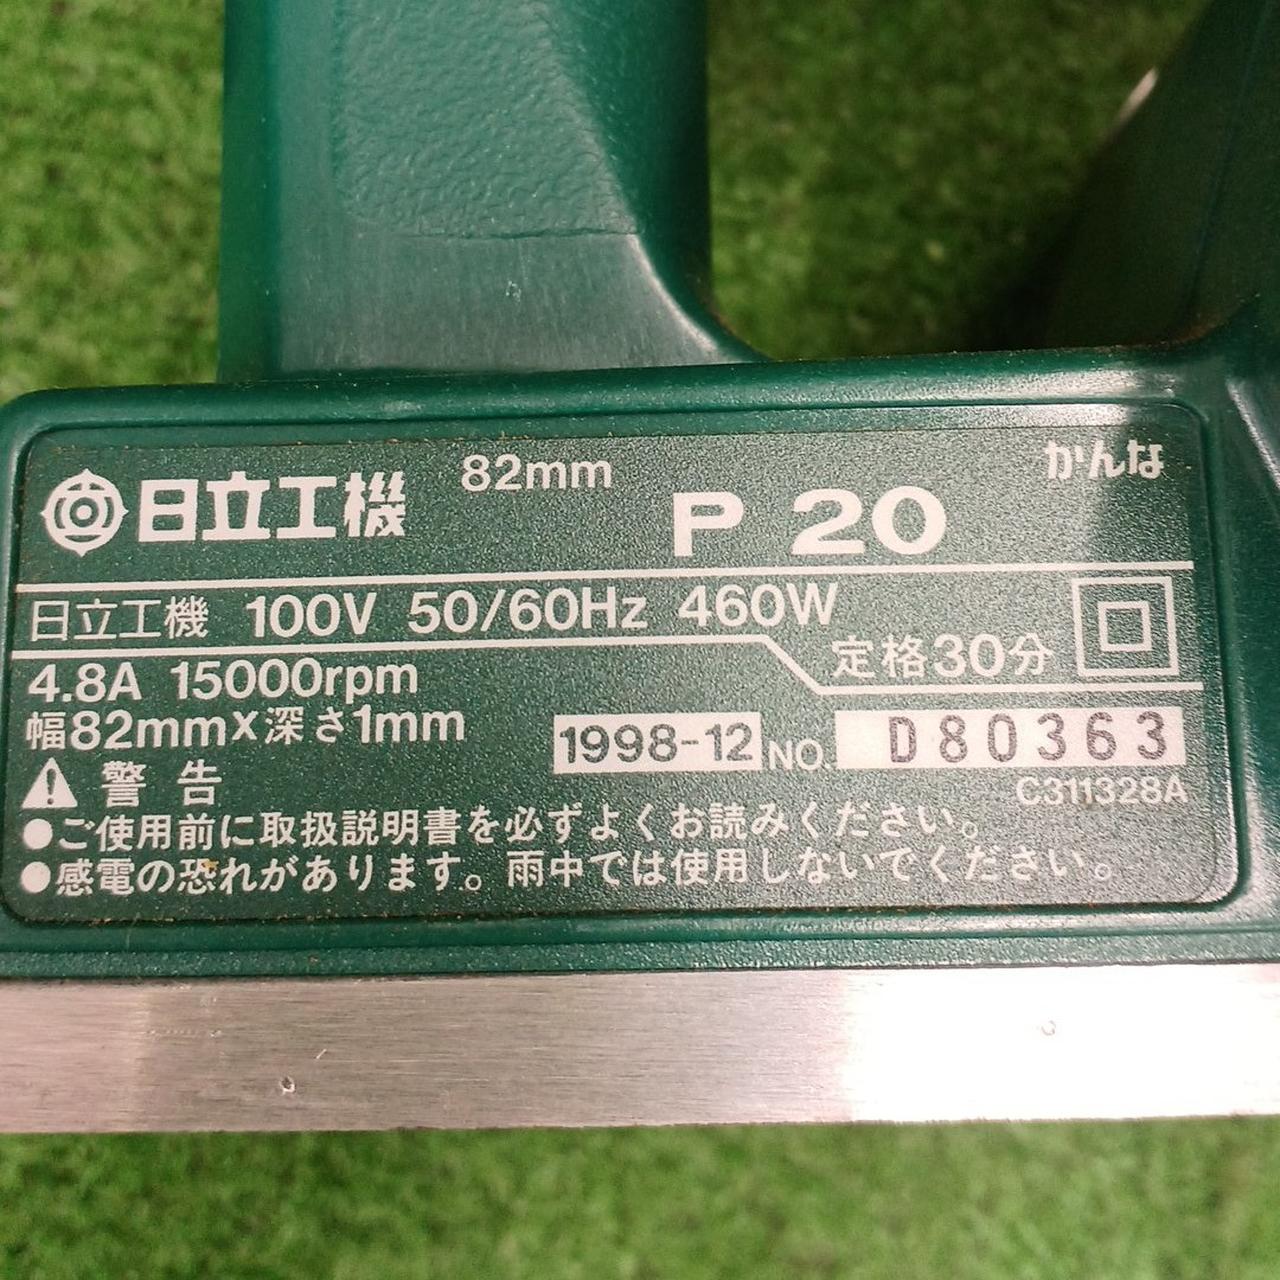 日立工機 82mm P 20 かんな
日立工機 100V 50/60Hz 460W
定格30分
4.8A 15000rpm
幅82mm×深さ1mm
1998-12 NO. D80363
C311328A
⚠警告
●ご使用前に取扱説明書を必ずよくお読みください。
●感電の恐れがあります。雨中では使用しないでください。